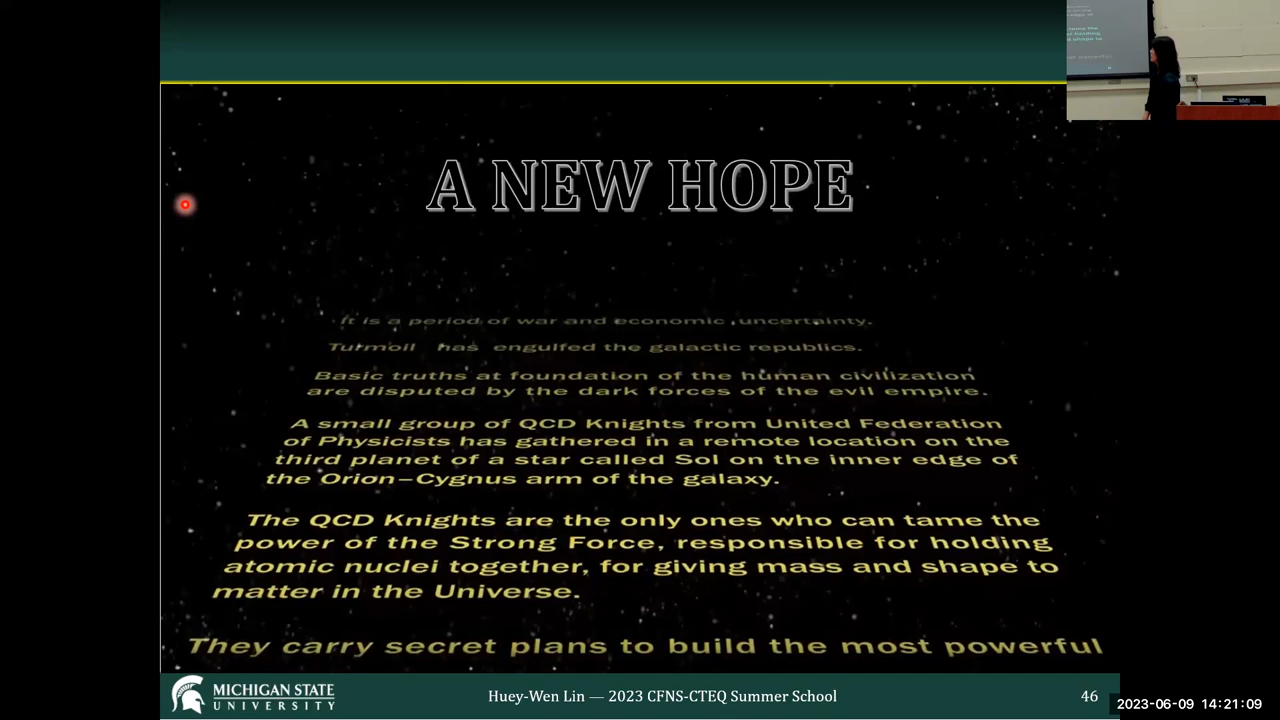 A NEW HOPE
It is a period of war and economic uncertainty.
Turmoil has engulfed the galactic republics.
Basic truths at foundation of the human civilization
are disputed by the dark forces of the evil empire.
A small group of QCD Knights from United Federation
of Physicists has gathered in a remote location on the
third planet of a star called Sol on the inner edge of
the Orion–Cygnus arm of the galaxy.
The QCD Knights are the only ones who can tame the
power of the Strong Force, responsible for holding
atomic nuclei together, for giving mass and shape to
matter in the Universe.
They carry secret plans to build the most powerful
MICHIGAN STATE
UNIVERSITY
Huey-Wen Lin — 2023 CFNS-CTEQ Summer School
46
2023-06-09 14:21:09